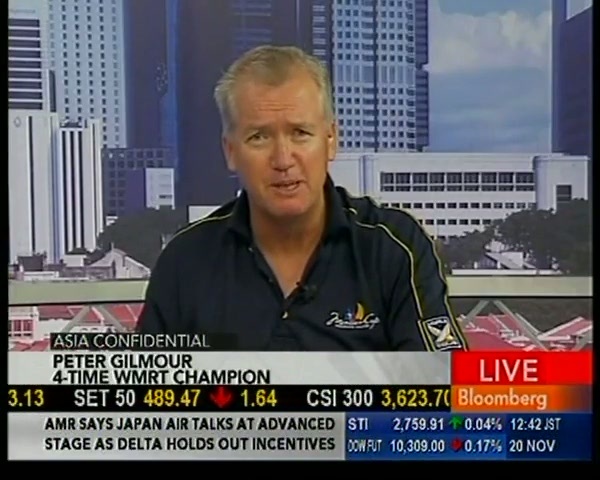 Monsoon Cup
ASIA CONFIDENTIAL
PETER GILMOUR
4-TIME WMRT CHAMPION
LIVE
3.13 SET 50 489.47 1.64 CSI 300 3,623.70
Bloomberg
AMR SAYS JAPAN AIR TALKS AT ADVANCED
STAGE AS DELTA HOLDS OUT INCENTIVES
STI 2,759.91 0.04% 12:42 JST
DOW FUT 10,309.00 0.17% 20 NOV